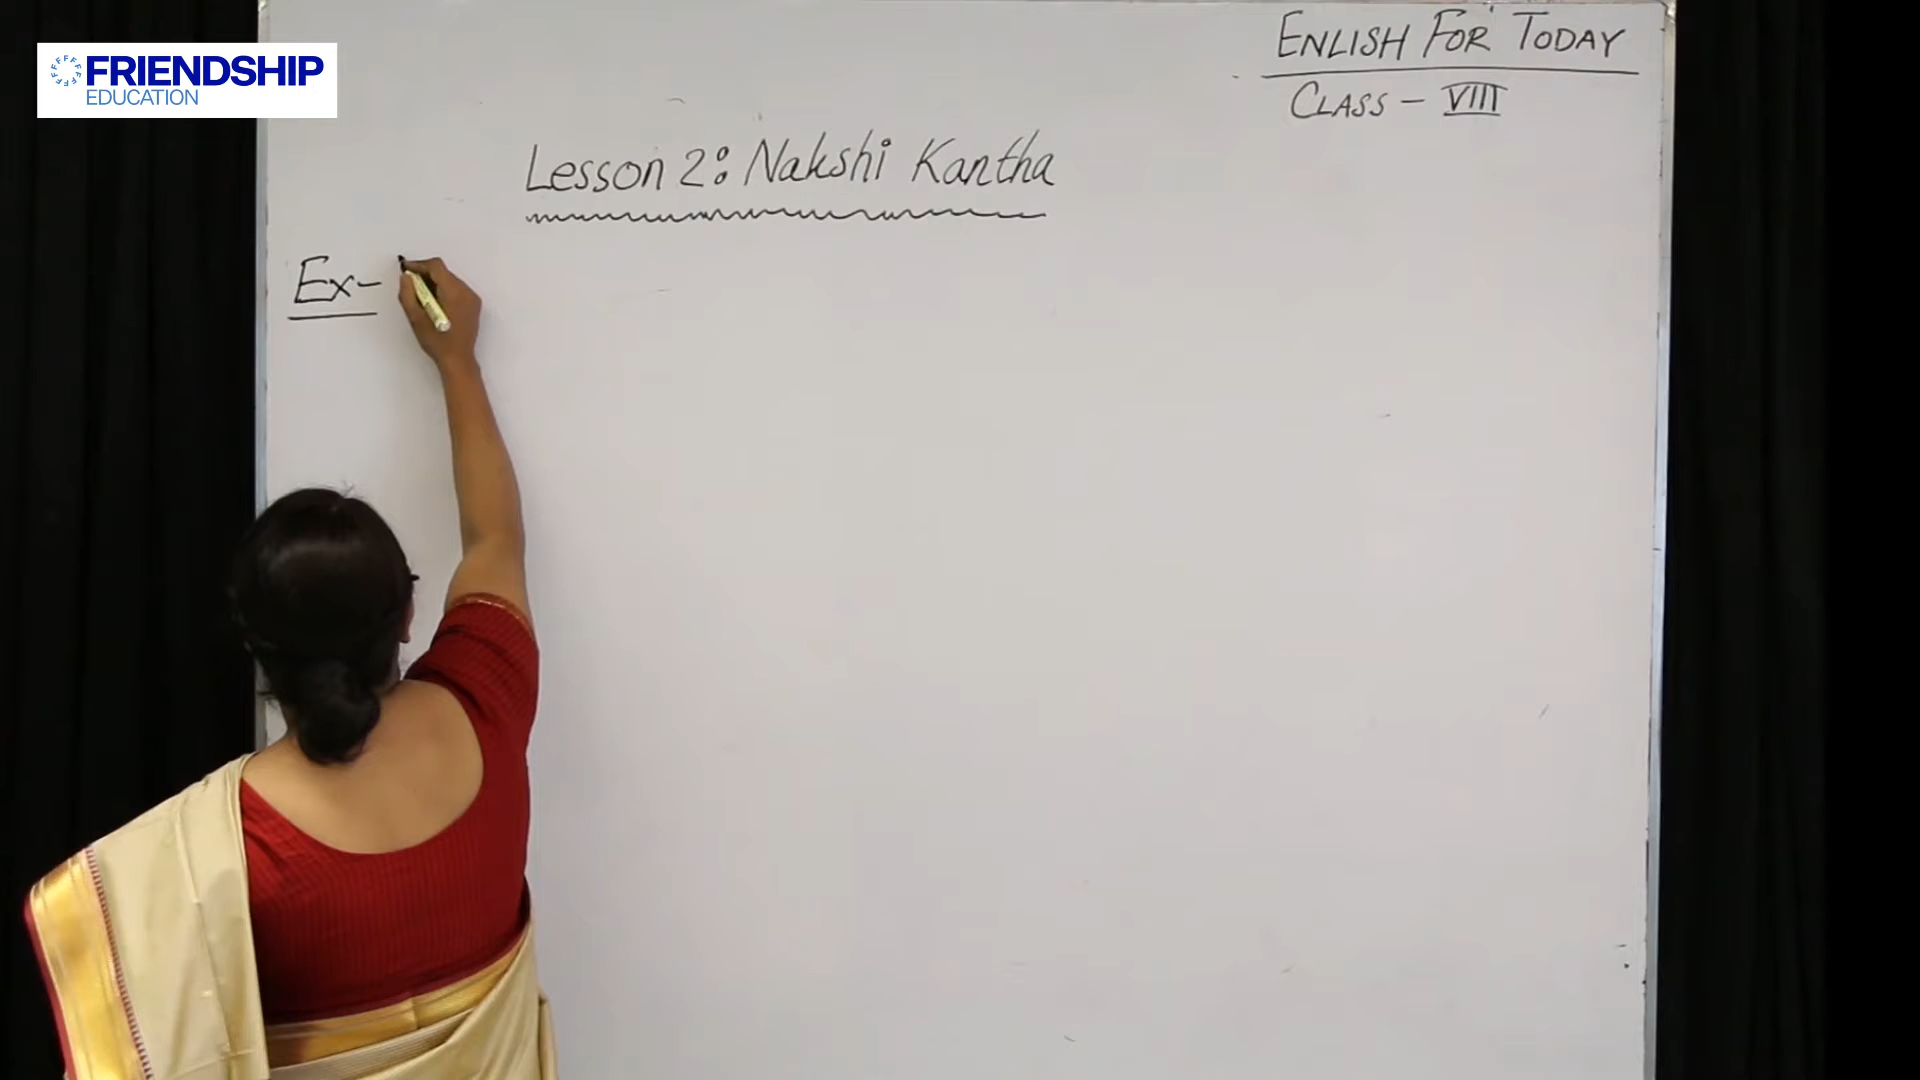 FRIENDSHIP
EDUCATION
ENLISH FOR TODAY
CLASS - VIII
Lesson 2: Nakshi Kantha
Ex-